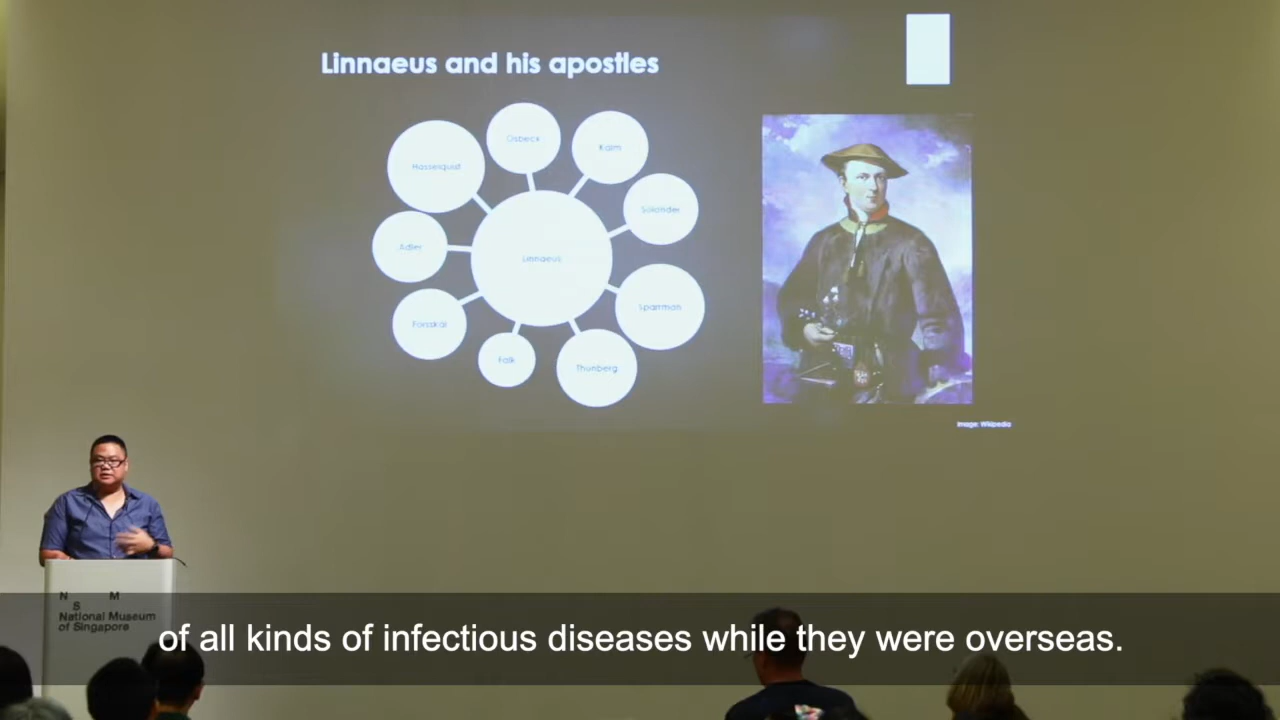 Linnaeus and his apostles
Osbeck
Kalm
Hasselquist
Solander
Adler
Linnaeus
Sparrman
Forsskal
Falk
Thunberg
Image: Wikipedia
N M
S
National Museum
of Singapore
of all kinds of infectious diseases while they were overseas.